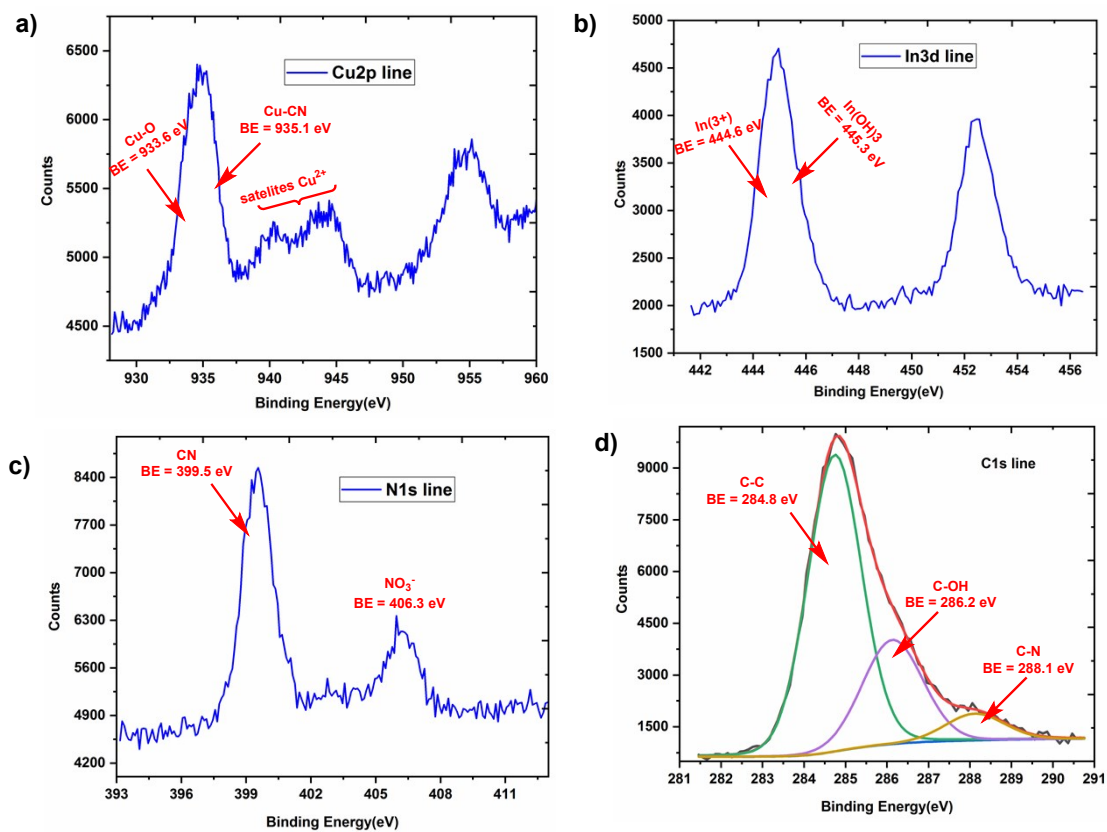 a)
Cu2p line
Cu-O
BE = 933.6 eV
Cu-CN
BE = 935.1 eV
satelites Cu²⁺
6500
5750
5250
4500
Counts
930 935 940 945 950 955 960
Binding Energy(eV)
b)
In3d line
In(3+)
BE = 444.6 eV
In(OH)3
BE = 445.3 eV
5000
4500
4000
3500
3000
2500
2000
1500
Counts
442 444 446 448 450 452 454 456
Binding Energy(eV)
c)
N1s line
CN
BE = 399.5 eV
NO₃⁻
BE = 406.3 eV
8400
7700
7000
6300
6600
4900
4200
Counts
393 396 399 402 405 408 411
Binding Energy(eV)
d)
C1s line
C-C
BE = 284.8 eV
C-OH
BE = 286.2 eV
C-N
BE = 288.1 eV
9000
7500
9000
4500
3000
1500
Counts
281 282 283 284 285 286 287 288 289 290 291
Binding Energy(eV)